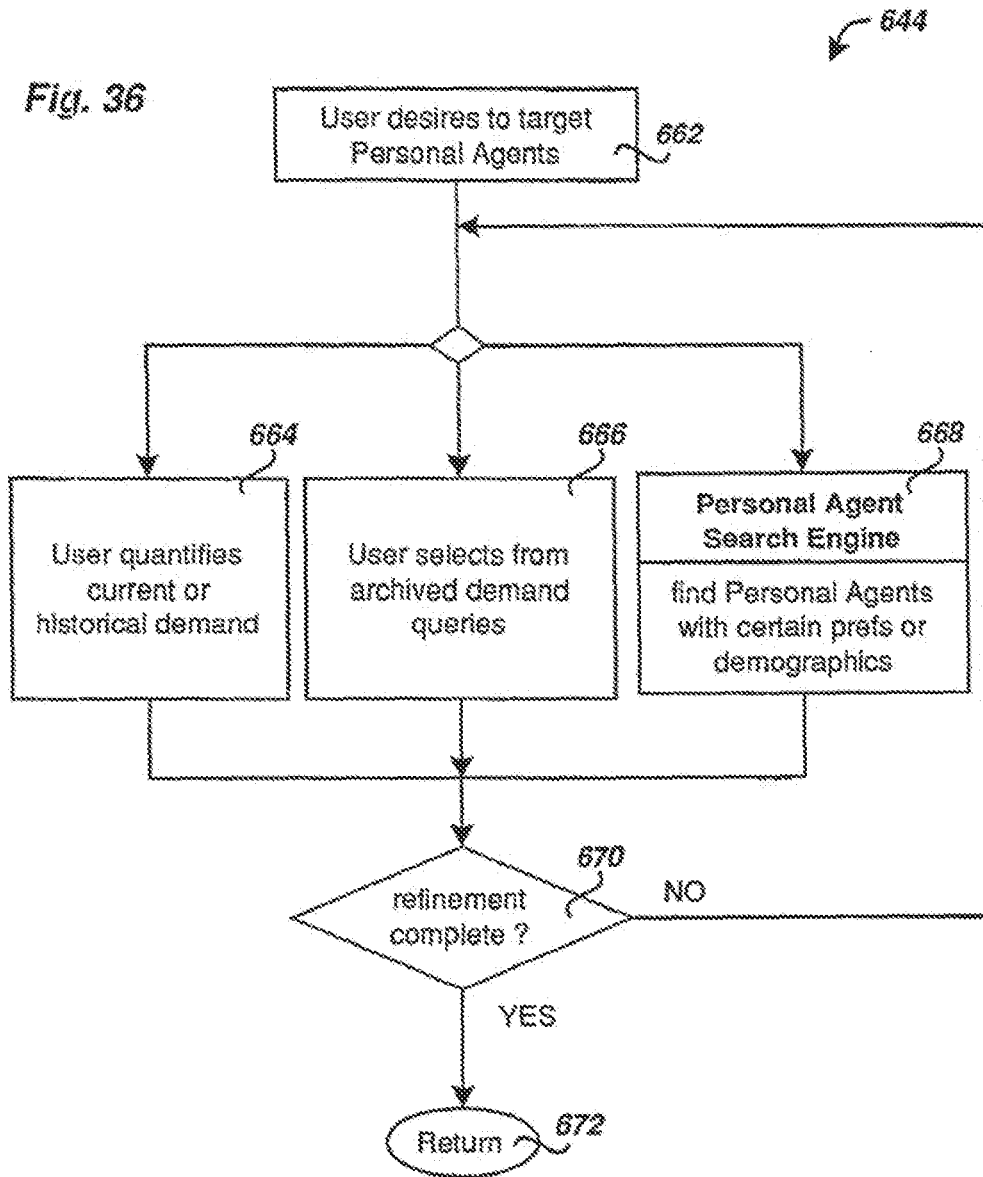 644
Fig. 36
User desires to target
Personal Agents
662
664
666
668
User quantifies
current or
historical demand
User selects from
archived demand
queries
Personal Agent
Search Engine
find Personal Agents
with certain prefs or
demographics
670
refinement
complete ?
NO
YES
Return
672